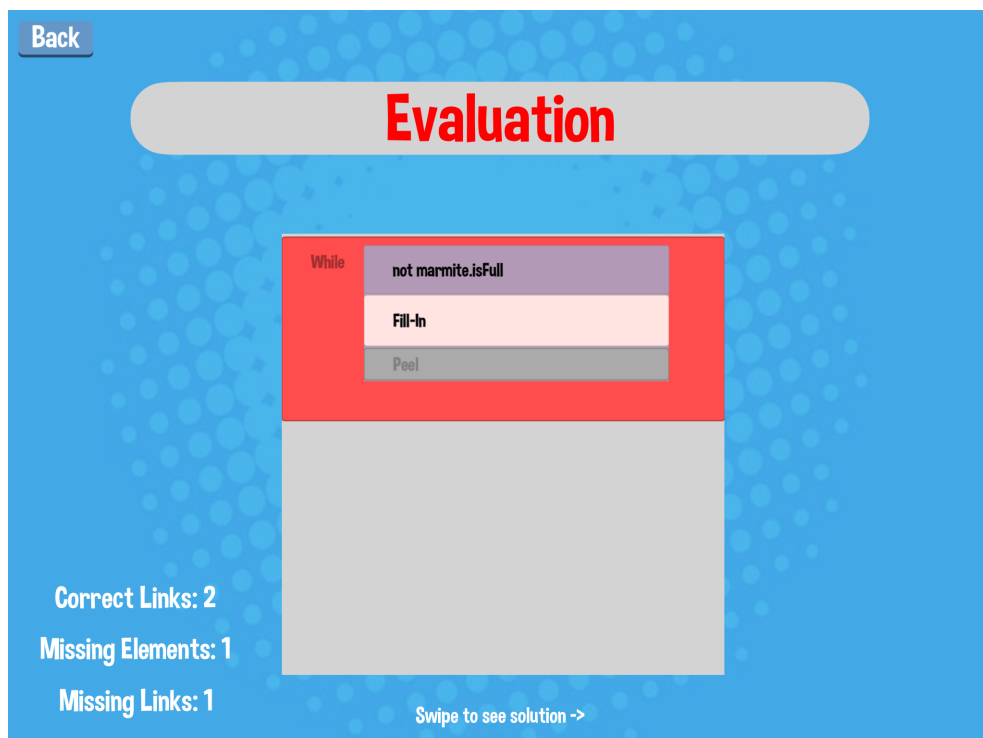 Back
Evaluation
While
not marmite.isFull
Fill-In
Peel
Correct Links: 2
Missing Elements: 1
Missing Links: 1
Swipe to see solution ->